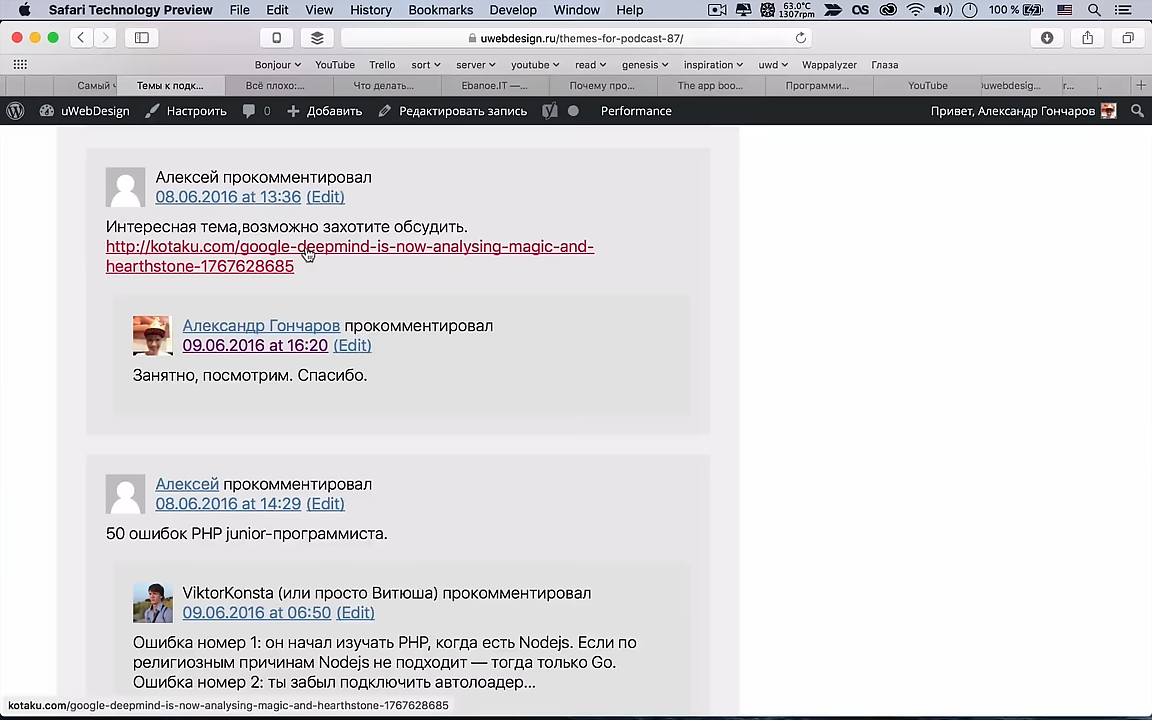 Safari Technology Preview File Edit View History Bookmarks Develop Window Help 63.0°C 1307rpm 100 %
uwebdesign.ru/themes-for-podcast-87/
Bonjour YouTube Trello sort server youtube read genesis inspiration uwd Wappalyzer Глаза
Самый Темы к подк... Всё плохо:... Что делать... Ebanoe.IT —... Почему про... The app boo... Программи... YouTube uwebdesig...
uWebDesign Настроить 0 Добавить Редактировать запись Performance Привет, Александр Гончаров
Алексей прокомментировал
08.06.2016 at 13:36 (Edit)
Интересная тема,возможно захотите обсудить.
http://kotaku.com/google-deepmind-is-now-analysing-magic-and-
hearthstone-1767628685
Александр Гончаров прокомментировал
09.06.2016 at 16:20 (Edit)
Занятно, посмотрим. Спасибо.
Алексей прокомментировал
08.06.2016 at 14:29 (Edit)
50 ошибок PHP junior-программиста.
ViktorKonsta (или просто Витюша) прокомментировал
09.06.2016 at 06:50 (Edit)
Ошибка номер 1: он начал изучать PHP, когда есть Nodejs. Если по
религиозным причинам Nodejs не подходит — тогда только Go.
Ошибка номер 2: ты забыл подключить автолоадер...
kotaku.com/google-deepmind-is-now-analysing-magic-and-hearthstone-1767628685